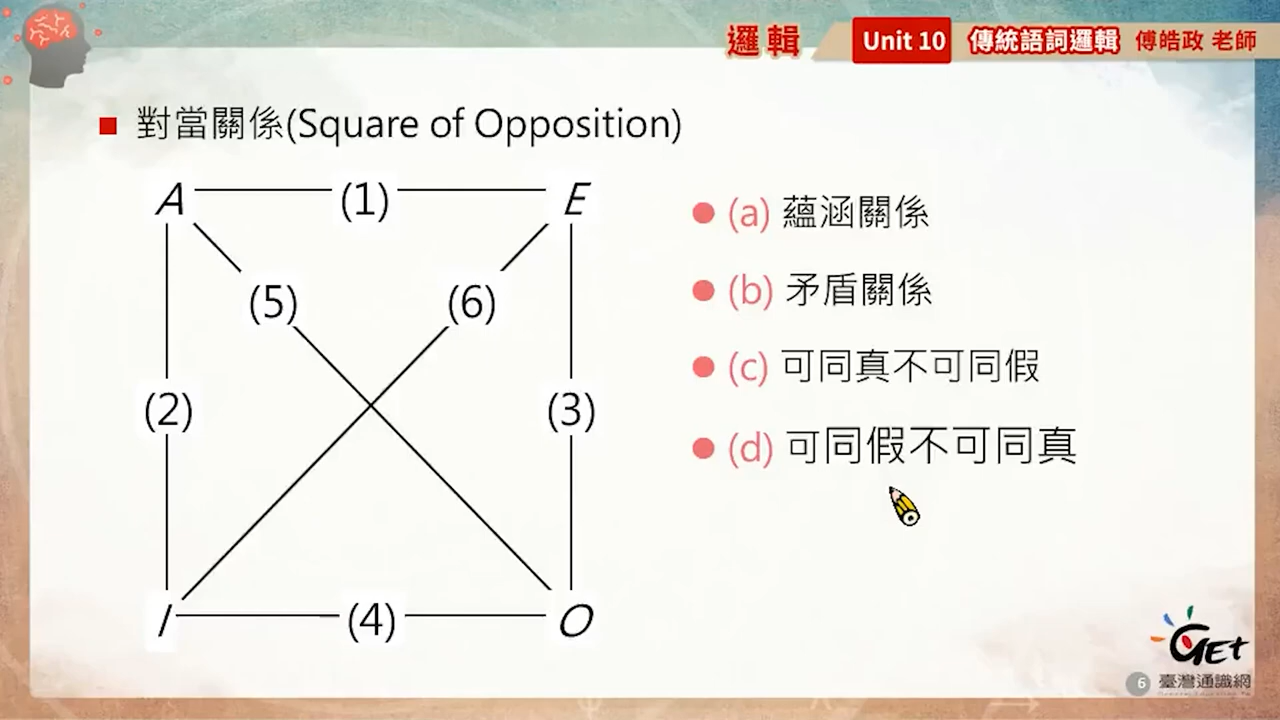 邏輯 Unit 10 傳統語詞邏輯 傅皓政 老師
對當關係(Square of Opposition)
A (1) E
(a) 蘊涵關係
(5) (6)
(b) 矛盾關係
(c) 可同真不可同假
(2) (3)
(d) 可同假不可同真
I (4) O
GEt
6 臺灣通識網